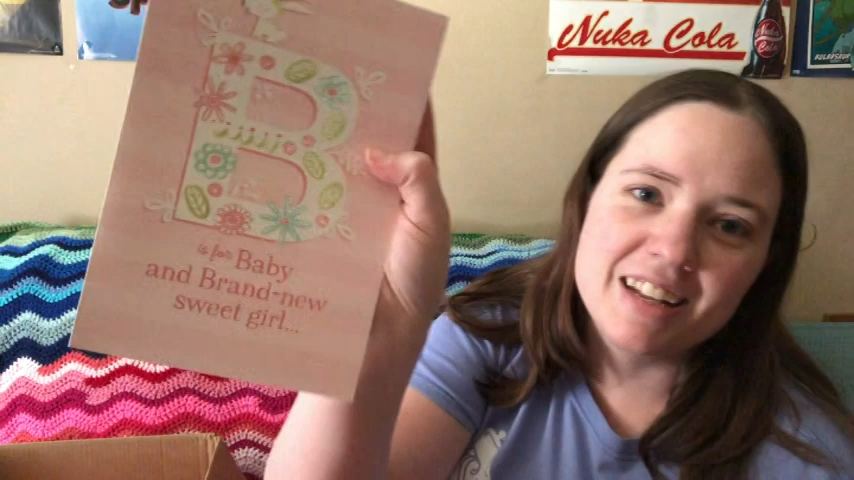 Nuka Cola
B
is for Baby
and Brand-new
sweet girl...